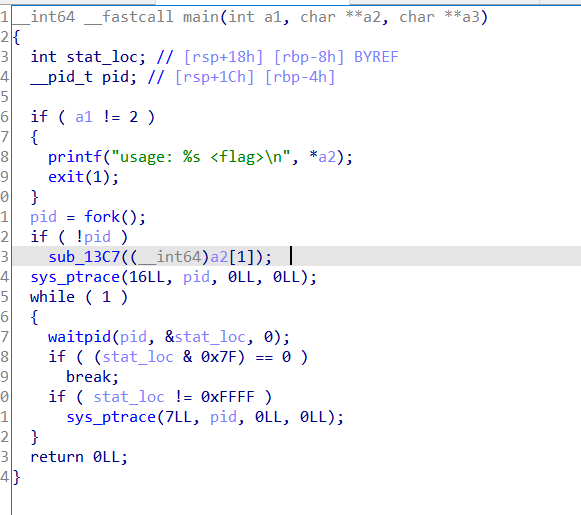 1 __int64 __fastcall main(int a1, char **a2, char **a3)
2 {
3   int stat_loc; // [rsp+18h] [rbp-8h] BYREF
4   __pid_t pid; // [rsp+1Ch] [rbp-4h]
5
6   if ( a1 != 2 )
7   {
8     printf("usage: %s <flag>\n", *a2);
9     exit(1);
0   }
1   pid = fork();
2   if ( !pid )
3     sub_13C7((__int64)a2[1]);
4   sys_ptrace(16LL, pid, 0LL, 0LL);
5   while ( 1 )
6   {
7     waitpid(pid, &stat_loc, 0);
8     if ( (stat_loc & 0x7F) == 0 )
9       break;
0     if ( stat_loc != 0xFFFF )
1       sys_ptrace(7LL, pid, 0LL, 0LL);
2   }
3   return 0LL;
4 }